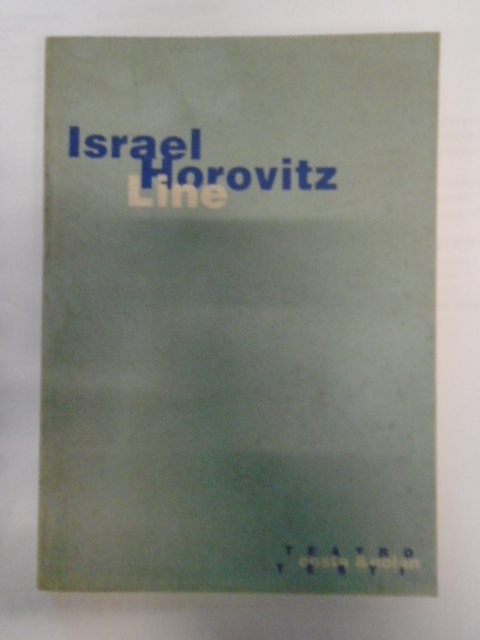 Israel
Horovitz
Line
TEATRO
costa & nolan
TESTI